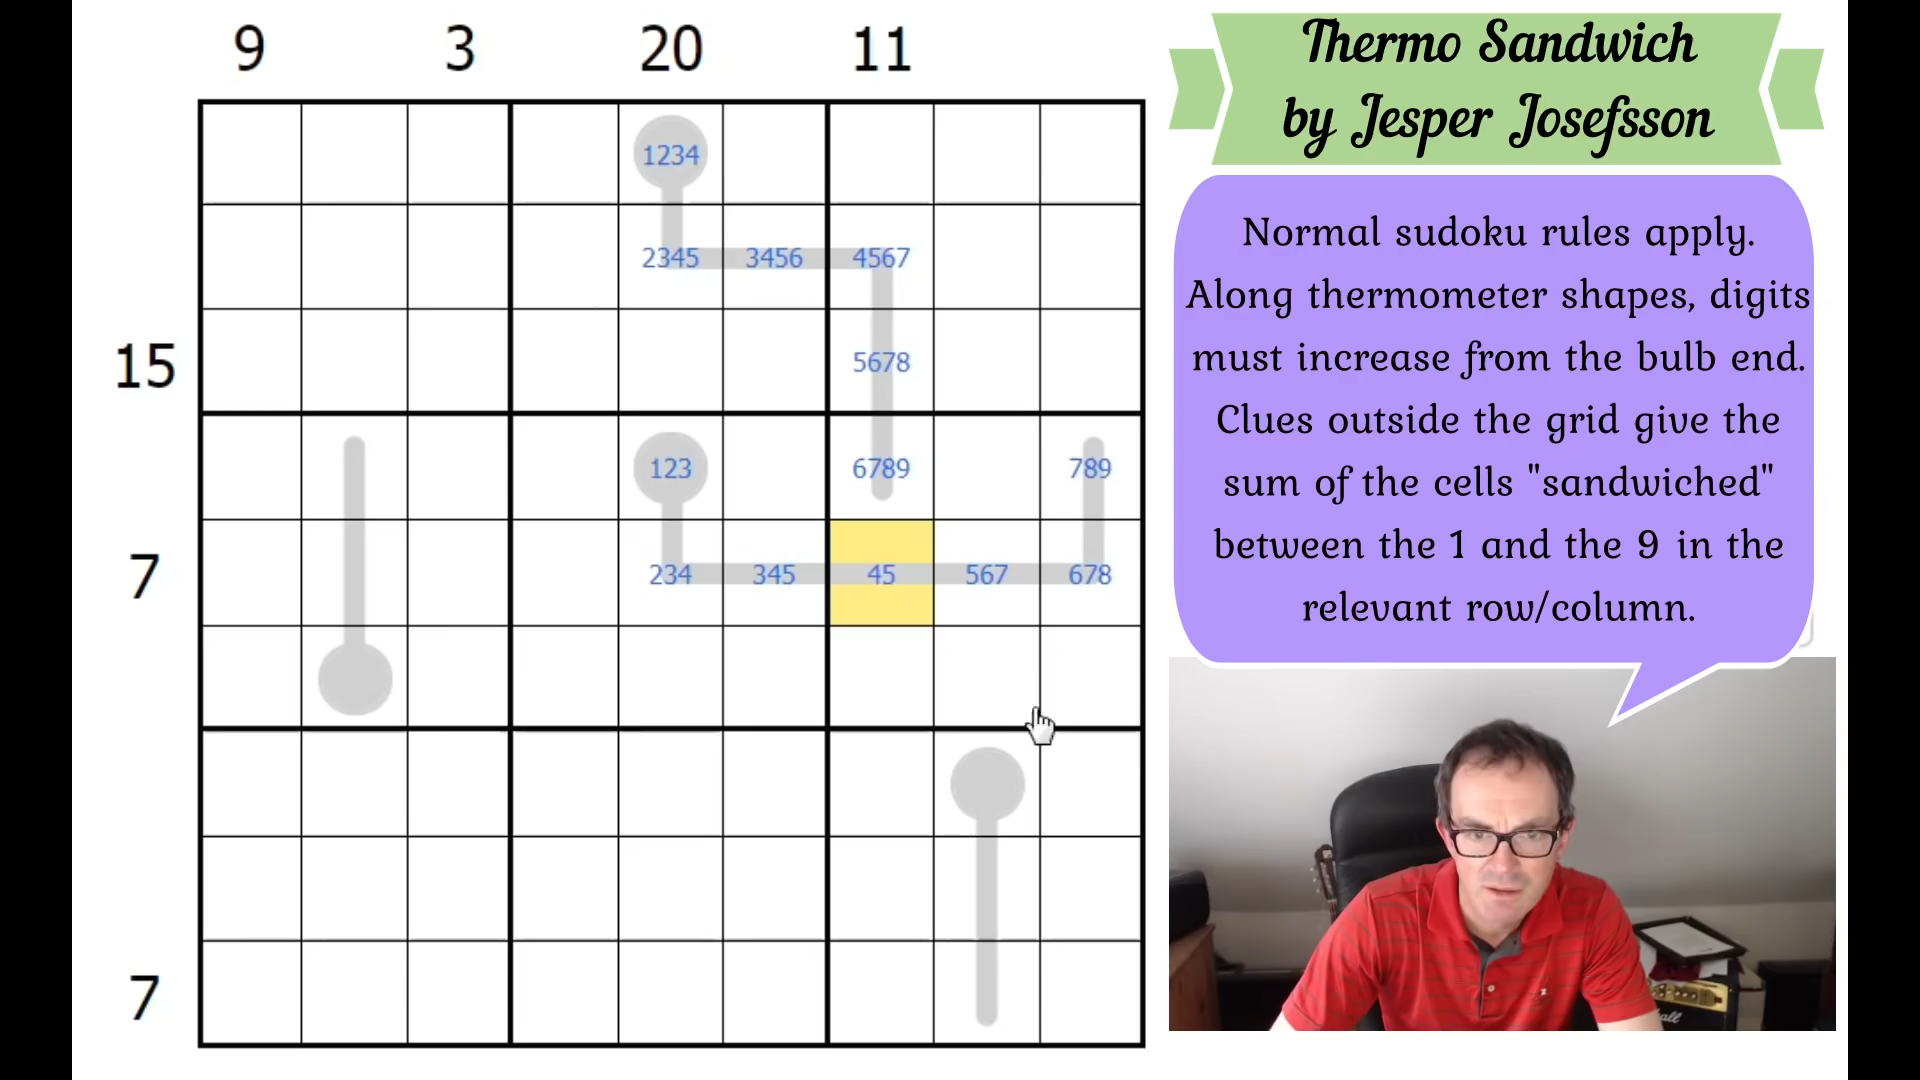 9 3 20 11
Thermo Sandwich
by Jesper Josefsson
1234
2345 3456 4567
15 5678
123 6789 789
7 234 345 45 567 678
7
Normal sudoku rules apply.
Along thermometer shapes, digits
must increase from the bulb end.
Clues outside the grid give the
sum of the cells "sandwiched"
between the 1 and the 9 in the
relevant row/column.